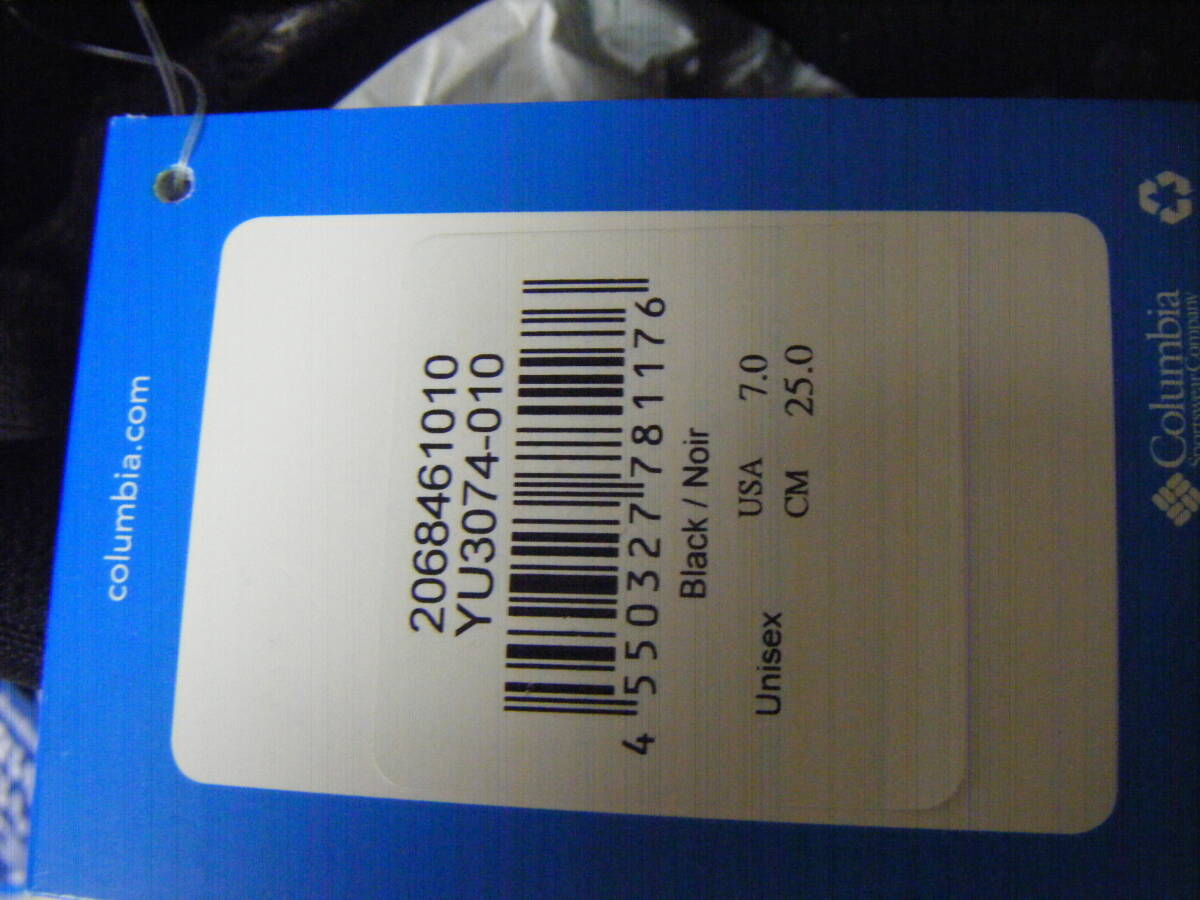 columbia.com
2068461010
YU3074-010
4 550327 781176
Black / Noir
Unisex USA 7.0
CM 25.0
Columbia
Sportswear Company